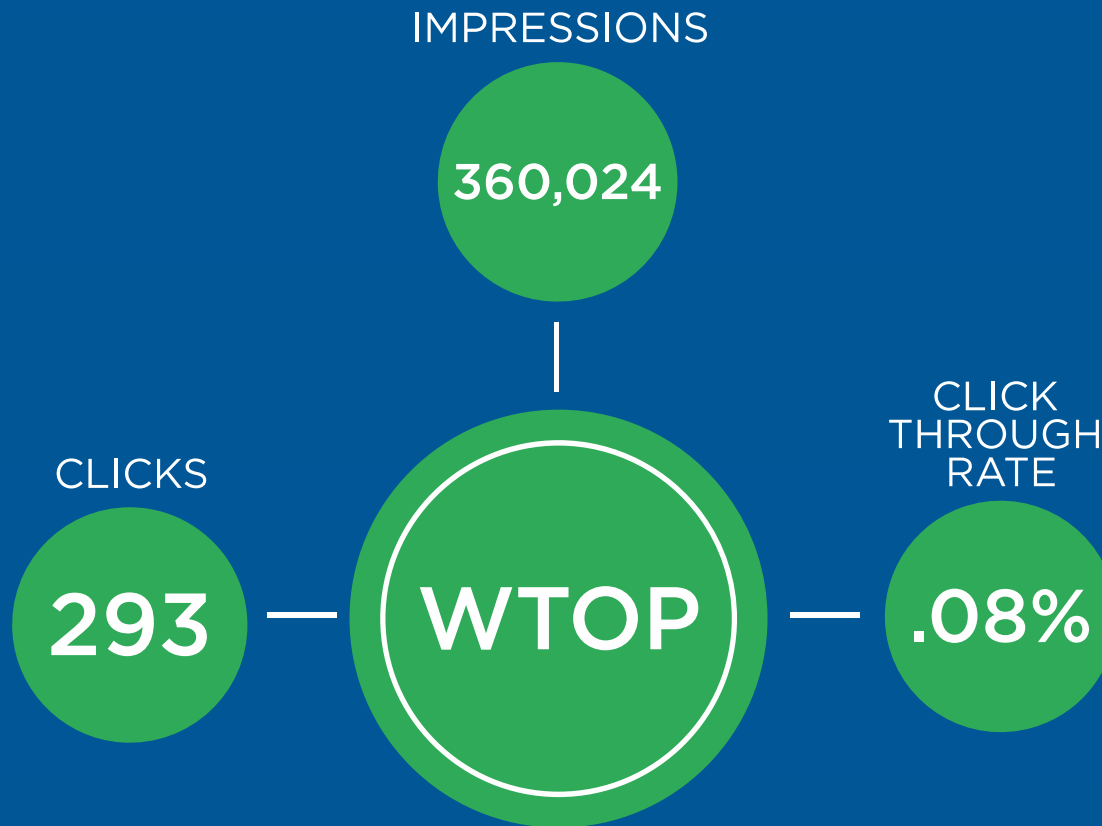 IMPRESSIONS
360,024
CLICKS
293
WTOP
CLICK
THROUGH
RATE
.08%